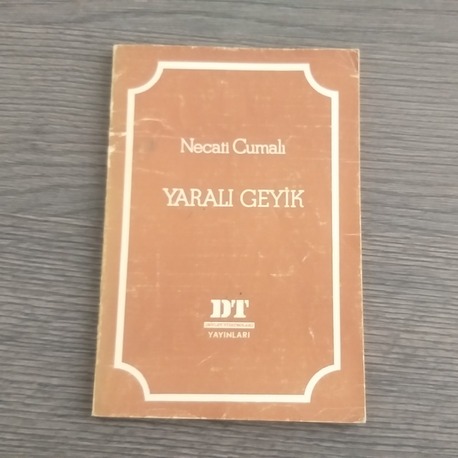 Necati Cumalı
YARALI GEYİK
DT
YAYINLARI